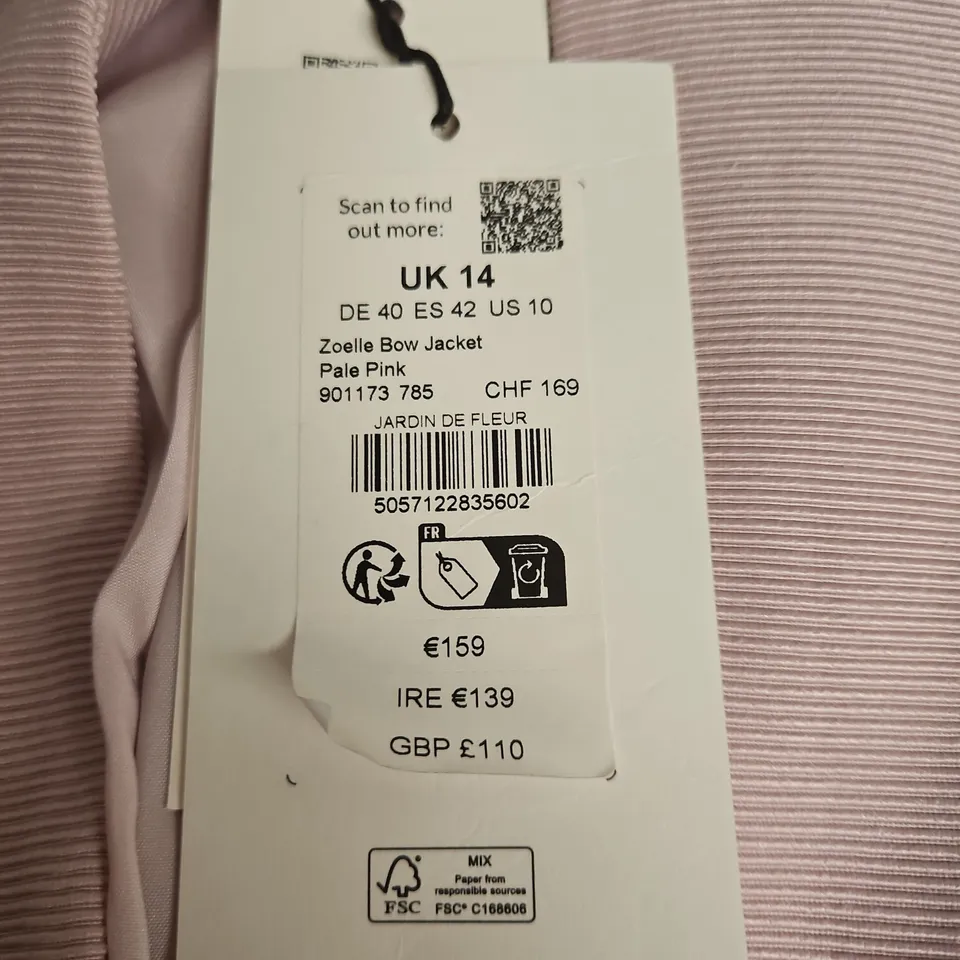 Scan to find
out more:
UK 14
DE 40 ES 42 US 10
Zoelle Bow Jacket
Pale Pink
901173 785 CHF 169
JARDIN DE FLEUR
5057122835602
FR
€159
IRE €139
GBP £110
MIX
Paper from
responsible sources
FSC® C168606
FSC